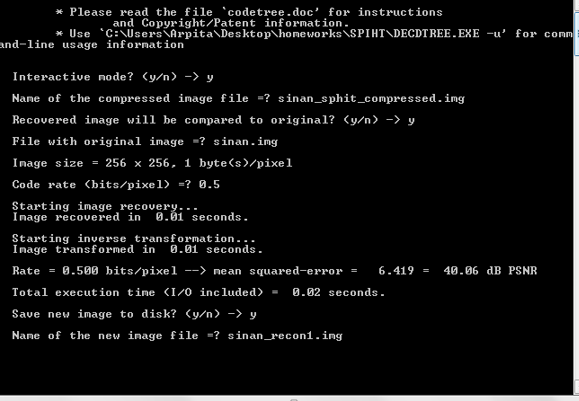 * Please read the file `codetree.doc' for instructions
and Copyright/Patent information.
* Use `C:\Users\Arpita\Desktop\homeworks\SPIHT\DECDTREE.EXE -u' for comm
and-line usage information
Interactive mode? (y/n) -> y
Name of the compressed image file =? sinan_sphit_compressed.img
Recovered image will be compared to original? (y/n) -> y
File with original image =? sinan.img
Image size = 256 x 256, 1 byte(s)/pixel
Code rate (bits/pixel) =? 0.5
Starting image recovery...
Image recovered in  0.01 seconds.
Starting inverse transformation...
Image transformed in  0.01 seconds.
Rate = 0.500 bits/pixel --> mean squared-error =   6.419 =  40.06 dB PSNR
Total execution time (I/O included) =  0.02 seconds.
Save new image to disk? (y/n) -> y
Name of the new image file =? sinan_recon1.img